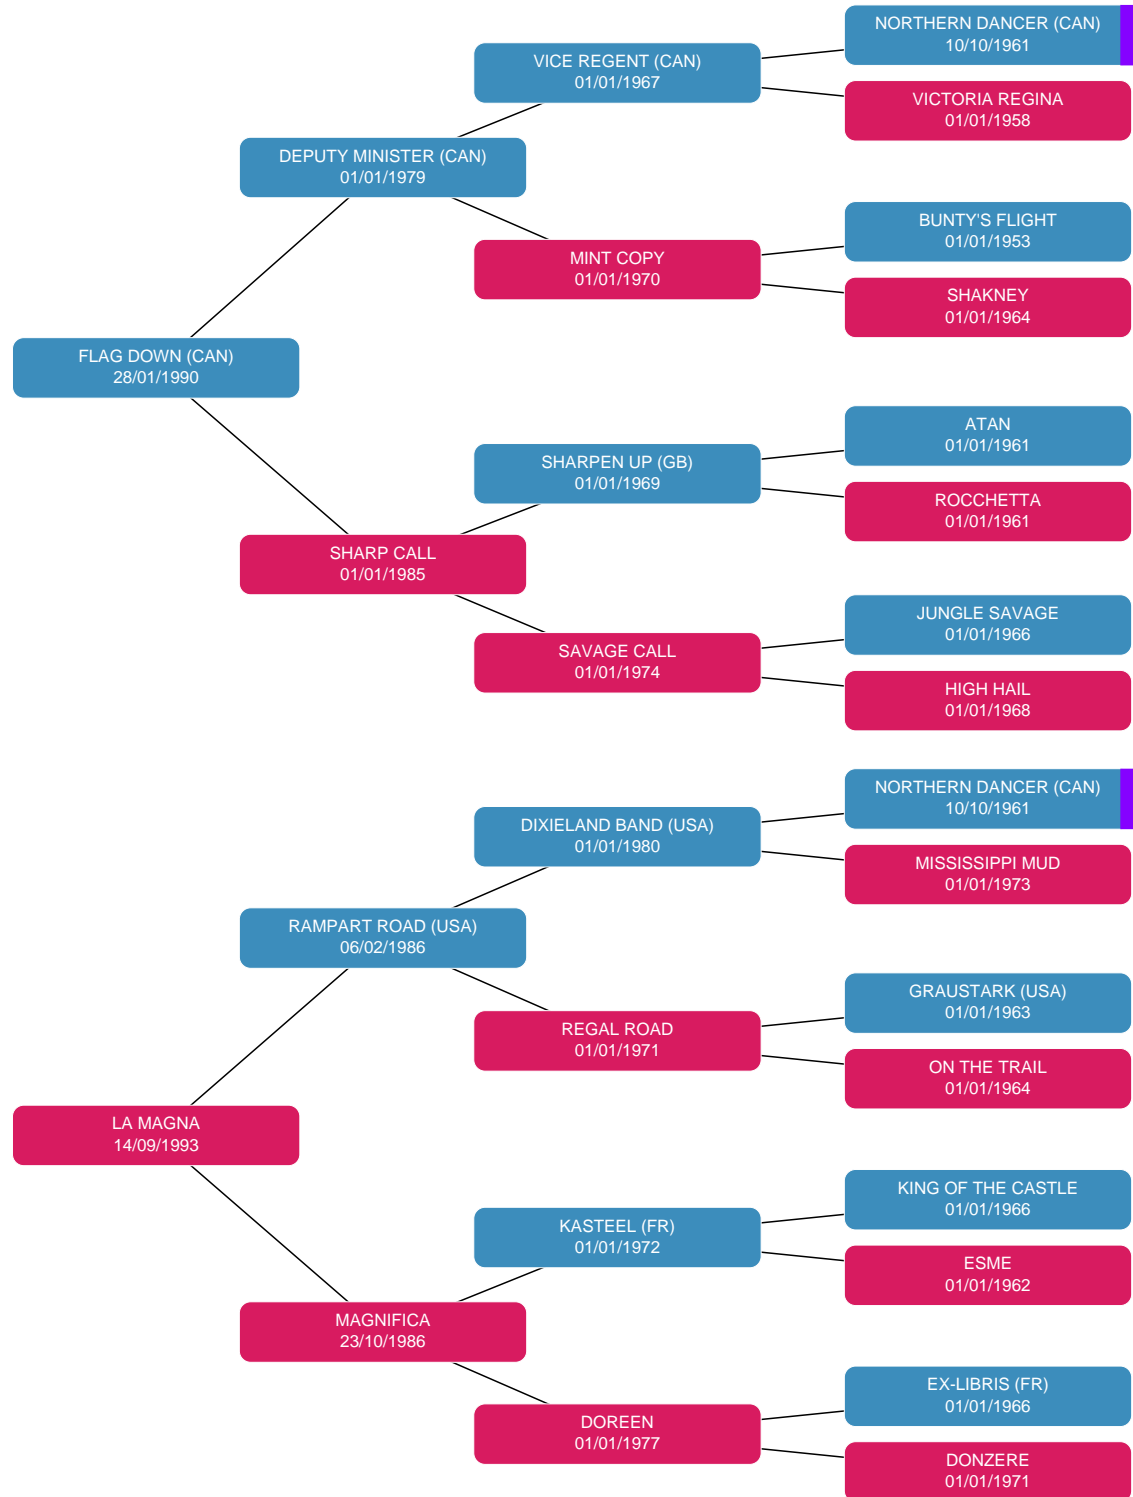 NORTHERN DANCER (CAN)
10/10/1961
VICE REGENT (CAN)
01/01/1967
VICTORIA REGINA
01/01/1958
DEPUTY MINISTER (CAN)
01/01/1979
BUNTY'S FLIGHT
01/01/1953
MINT COPY
01/01/1970
SHAKNEY
01/01/1964
FLAG DOWN (CAN)
28/01/1990
ATAN
01/01/1961
SHARPEN UP (GB)
01/01/1969
ROCCHETTA
01/01/1961
SHARP CALL
01/01/1985
JUNGLE SAVAGE
01/01/1966
SAVAGE CALL
01/01/1974
HIGH HAIL
01/01/1968
NORTHERN DANCER (CAN)
10/10/1961
DIXIELAND BAND (USA)
01/01/1980
MISSISSIPPI MUD
01/01/1973
RAMPART ROAD (USA)
06/02/1986
GRAUSTARK (USA)
01/01/1963
REGAL ROAD
01/01/1971
ON THE TRAIL
01/01/1964
LA MAGNA
14/09/1993
KING OF THE CASTLE
01/01/1966
KASTEEL (FR)
01/01/1972
ESME
01/01/1962
MAGNIFICA
23/10/1986
EX-LIBRIS (FR)
01/01/1966
DOREEN
01/01/1977
DONZERE
01/01/1971